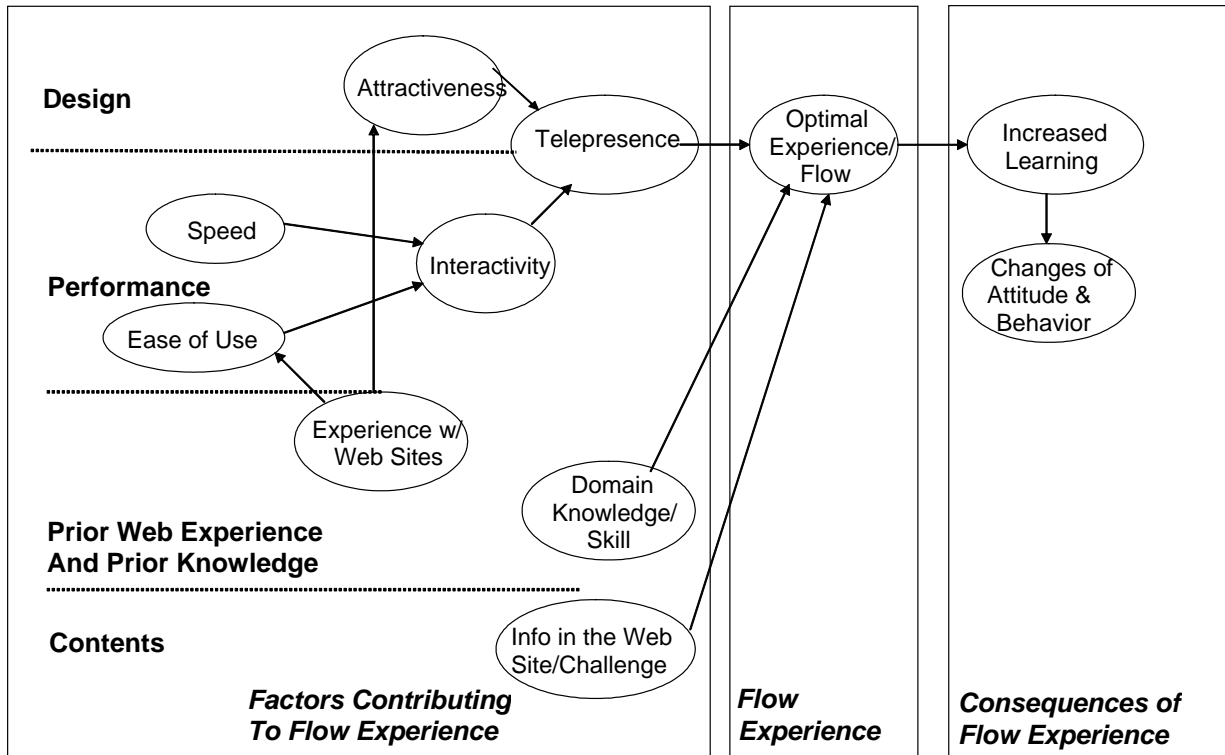 Design
Attractiveness
Telepresence
Speed
Interactivity
Performance
Ease of Use
Experience w/
Web Sites
Domain
Knowledge/
Skill
Prior Web Experience
And Prior Knowledge
Contents
Info in the Web
Site/Challenge
Factors Contributing
To Flow Experience
Optimal
Experience/
Flow
Flow
Experience
Increased
Learning
Changes of
Attitude &
Behavior
Consequences of
Flow Experience